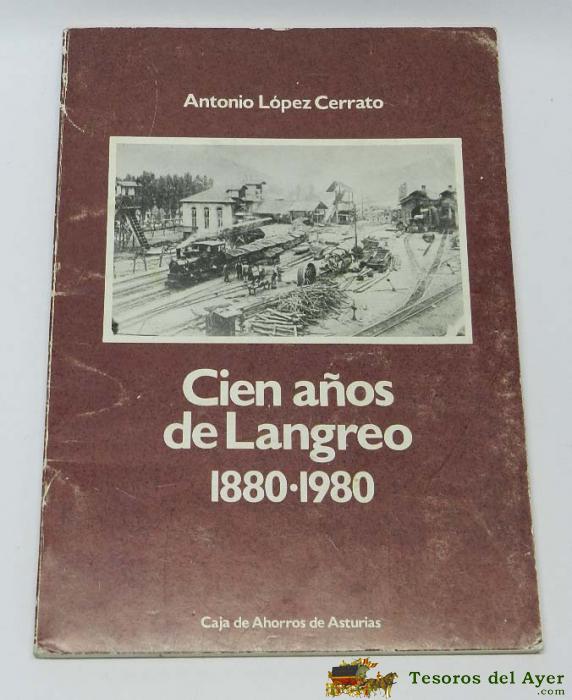 Antonio López Cerrato
Cien años
de Langreo
1880·1980
Caja de Ahorros de Asturias
Tesoros del Ayer
.com